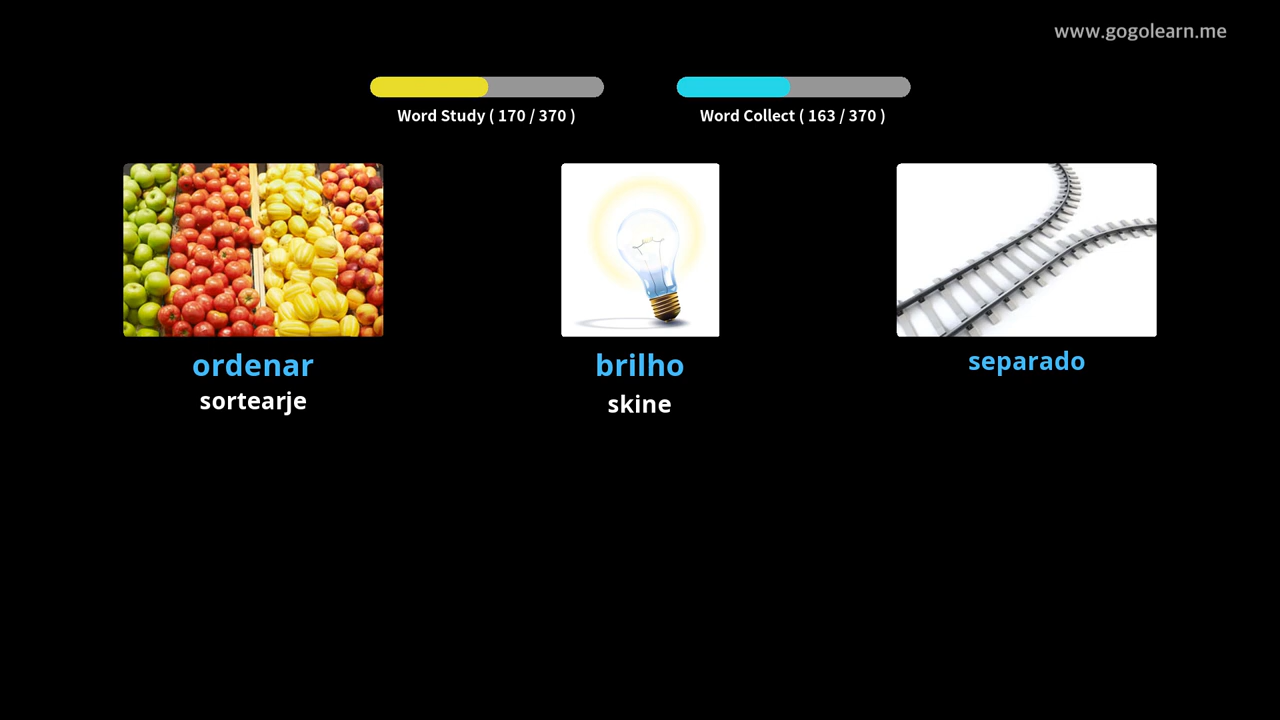 www.gogolearn.me
Word Study ( 170 / 370 )
Word Collect ( 163 / 370 )
ordenar
sortearje
brilho
skine
separado